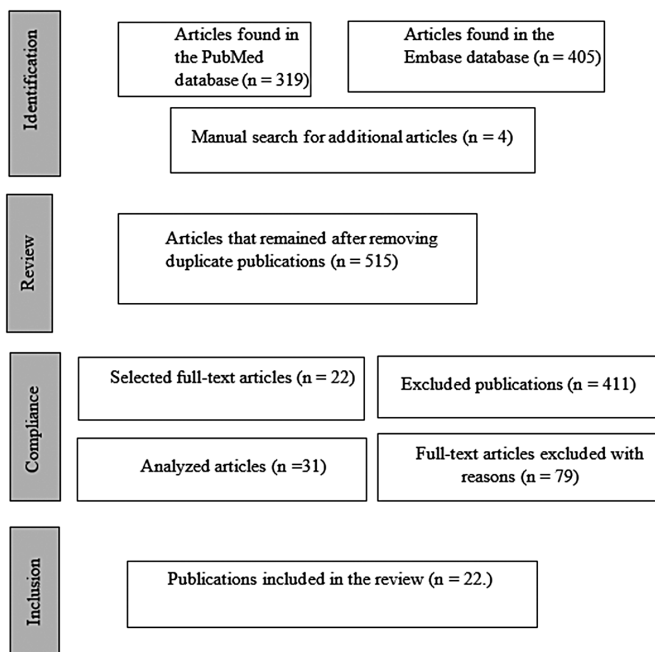 Identification
Articles found in
the PubMed
database (n = 319)
Articles found in the
Embase database (n = 405)
Manual search for additional articles (n = 4)
Review
Articles that remained after removing
duplicate publications (n = 515)
Compliance
Selected full-text articles (n = 22)
Excluded publications (n = 411)
Analyzed articles (n =31)
Full-text articles excluded with
reasons (n = 79)
Inclusion
Publications included in the review (n = 22.)